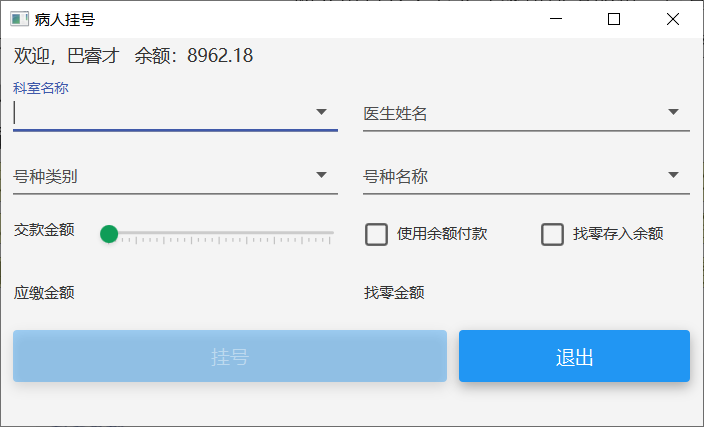 病人挂号
欢迎，巴睿才 余额：8962.18
科室名称
医生姓名
号种类别 号种名称
交款金额 使用余额付款 找零存入余额
应缴金额 找零金额
挂号 退出